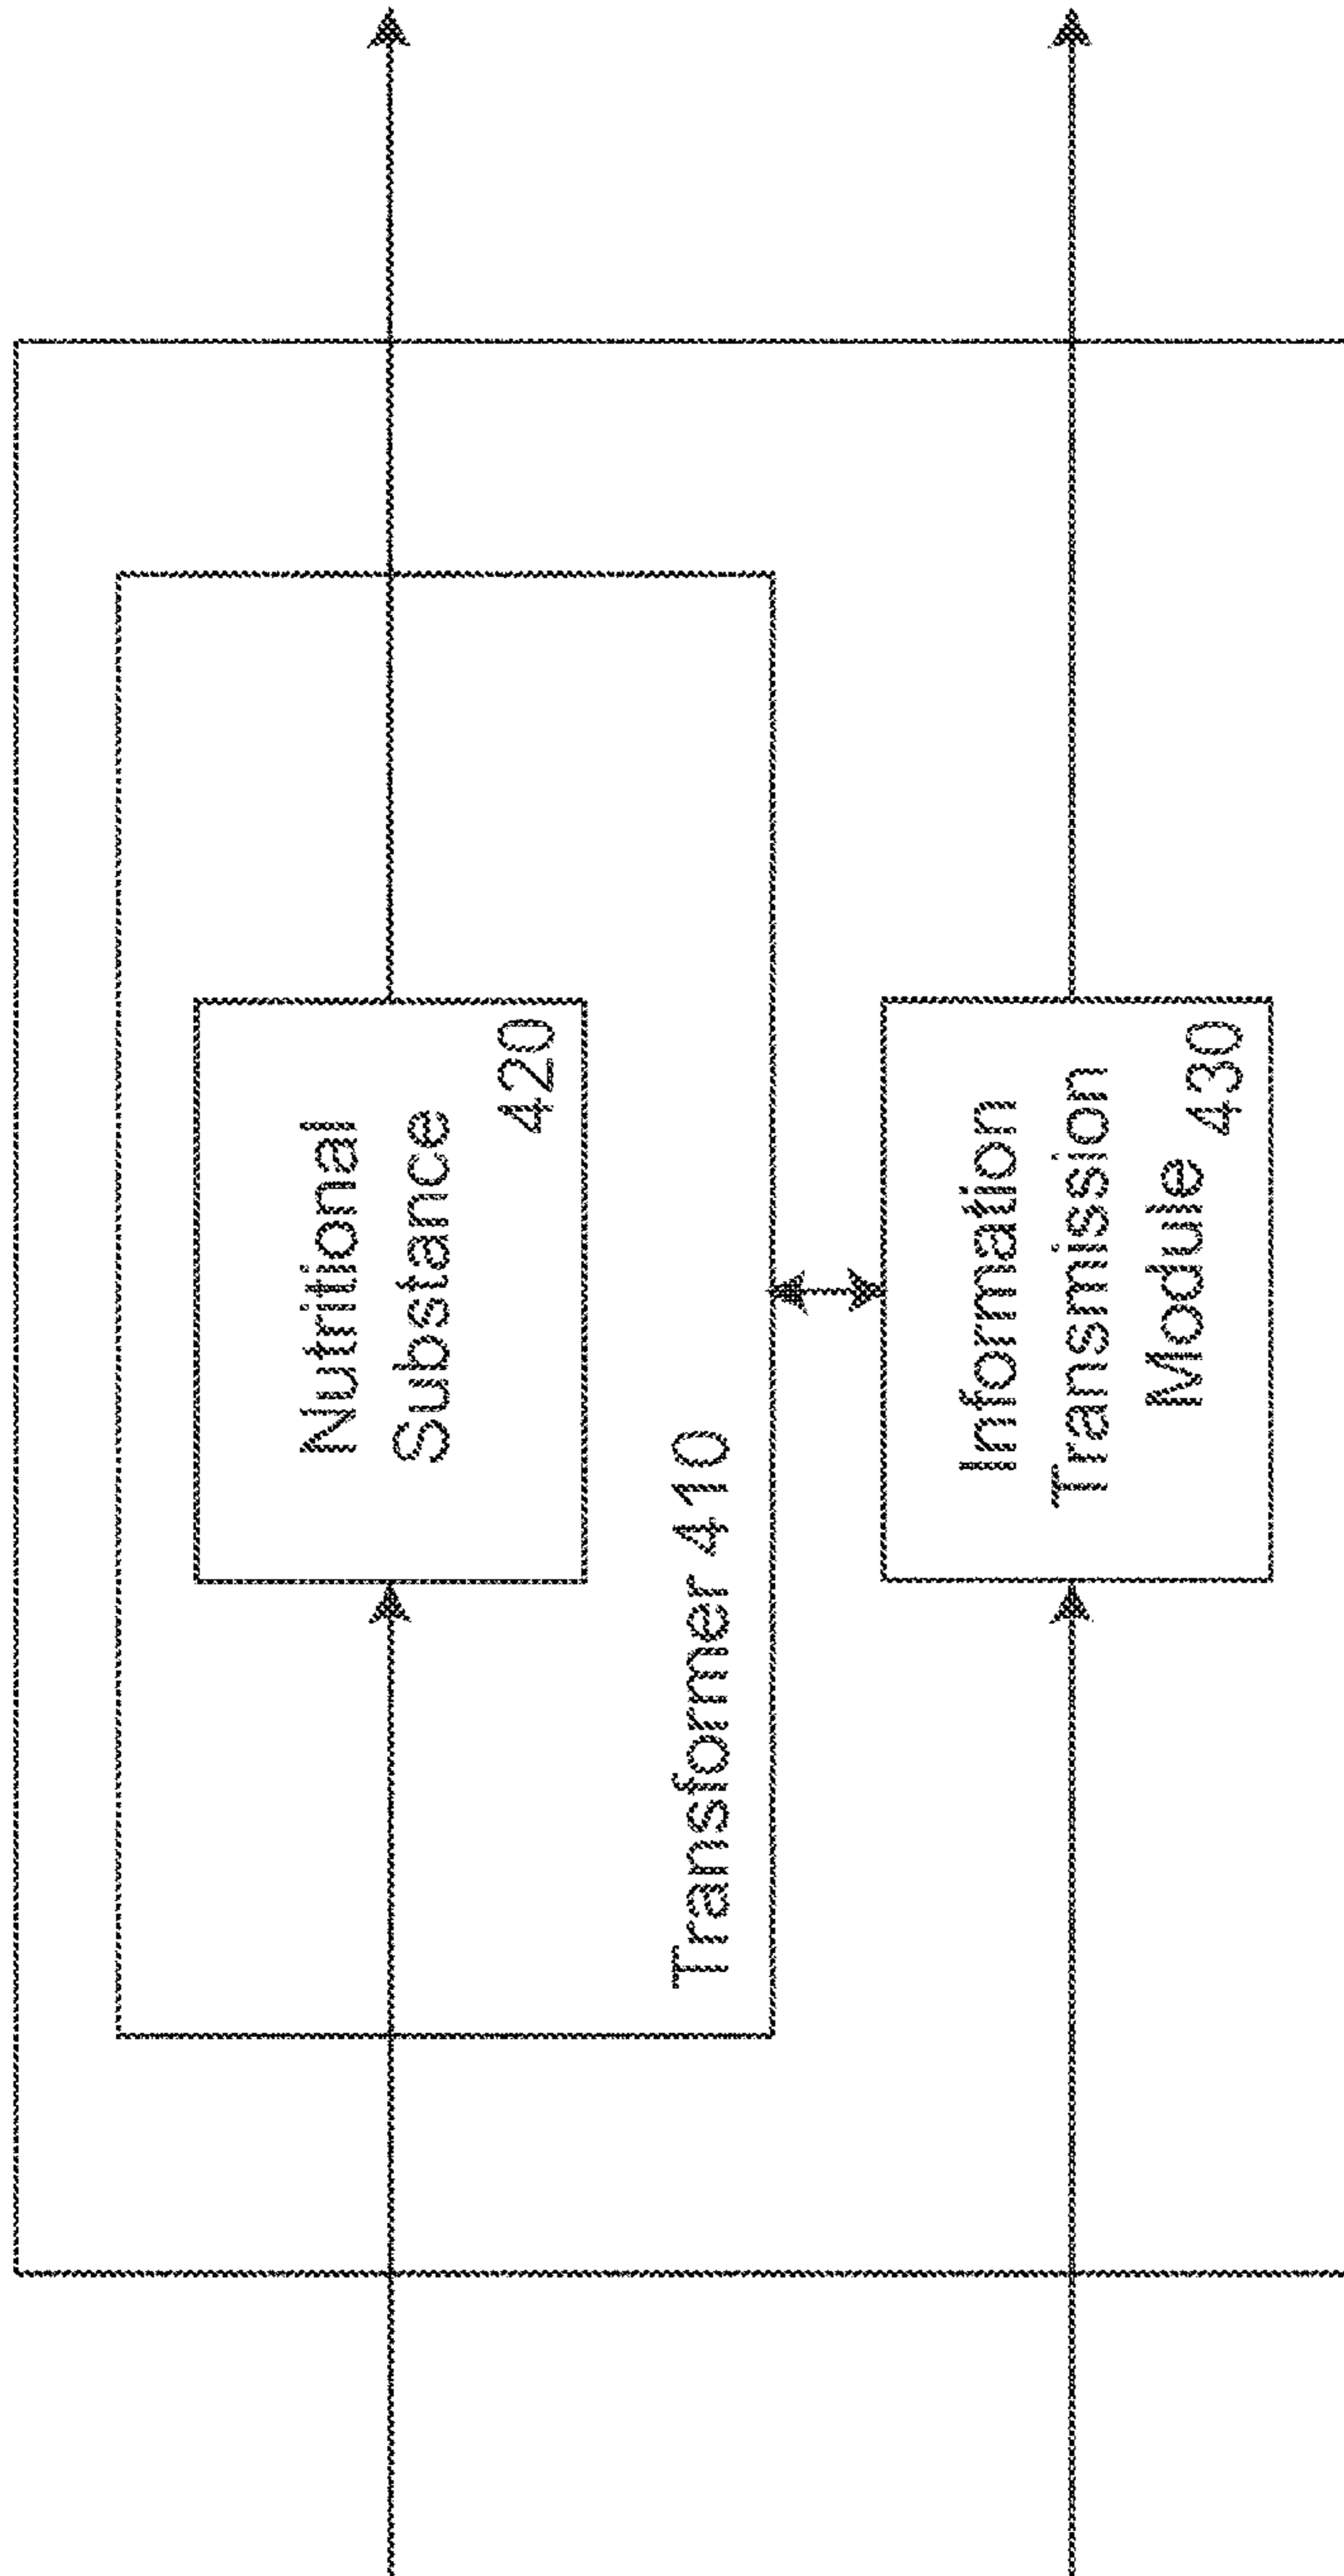 Nutritional
Substance
420
Transformer 410
Information
Transmission
Module 430